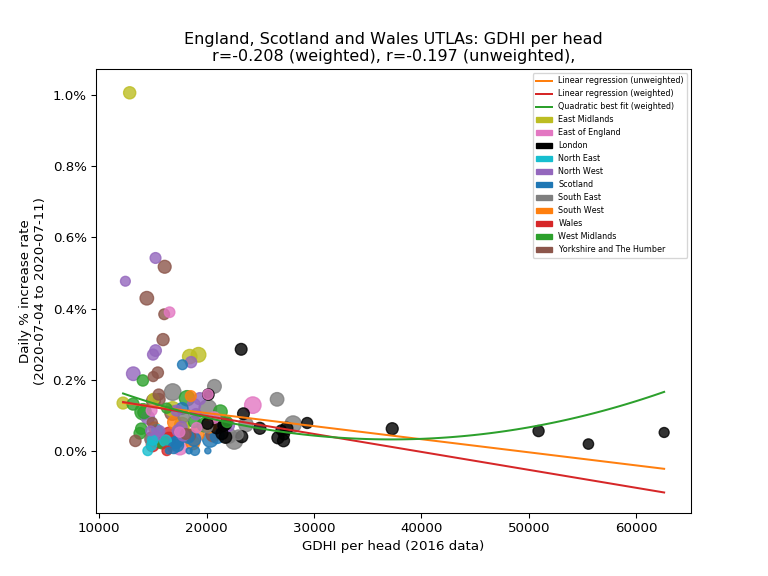 England, Scotland and Wales UTLAs: GDHI per head
r=-0.208 (weighted), r=-0.197 (unweighted),
Linear regression (unweighted)
Linear regression (weighted)
Quadratic best fit (weighted)
East Midlands
East of England
London
North East
North West
Scotland
South East
South West
Wales
West Midlands
Yorkshire and The Humber
Daily % increase rate
(2020-07-04 to 2020-07-11)
1.0%
0.8%
0.6%
0.4%
0.2%
0.0%
10000 20000 30000 40000 50000 60000
GDHI per head (2016 data)